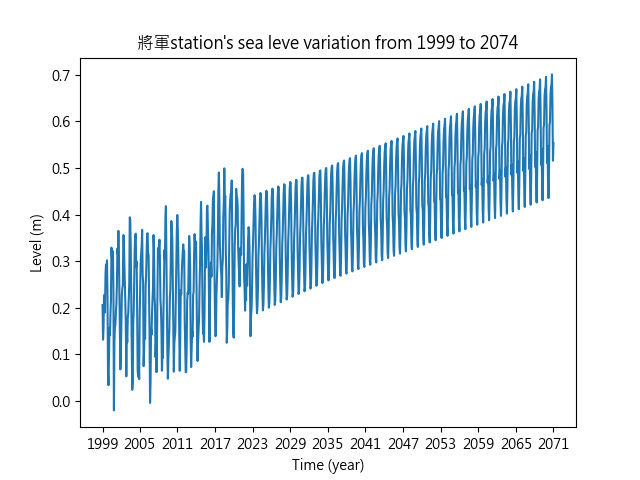 將軍station's sea leve variation from 1999 to 2074
Level (m)
0.7
0.6
0.5
0.4
0.3
0.2
0.1
0.0
1999 2005 2011 2017 2023 2029 2035 2041 2047 2053 2059 2065 2071
Time (year)